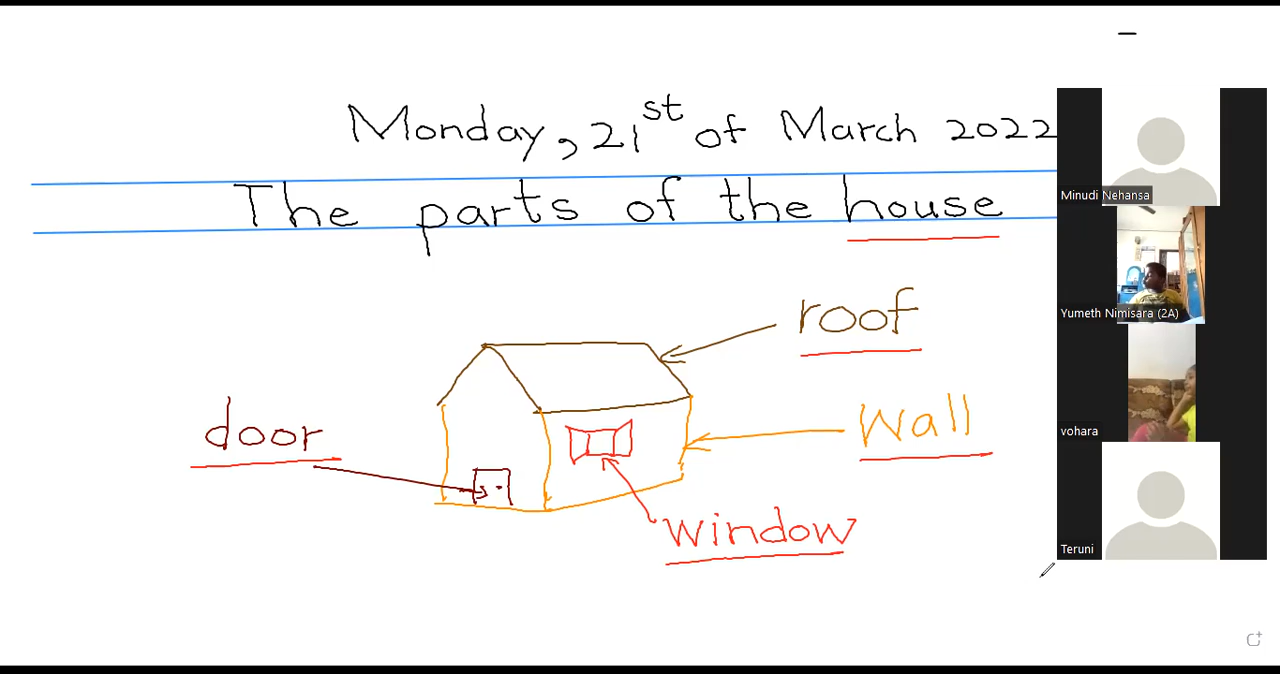 Monday, 21st of March 2022
The parts of the house
roof
door
Wall
window
Minudi Nehansa
Yumeth Nimisara (2A)
vohara
Teruni